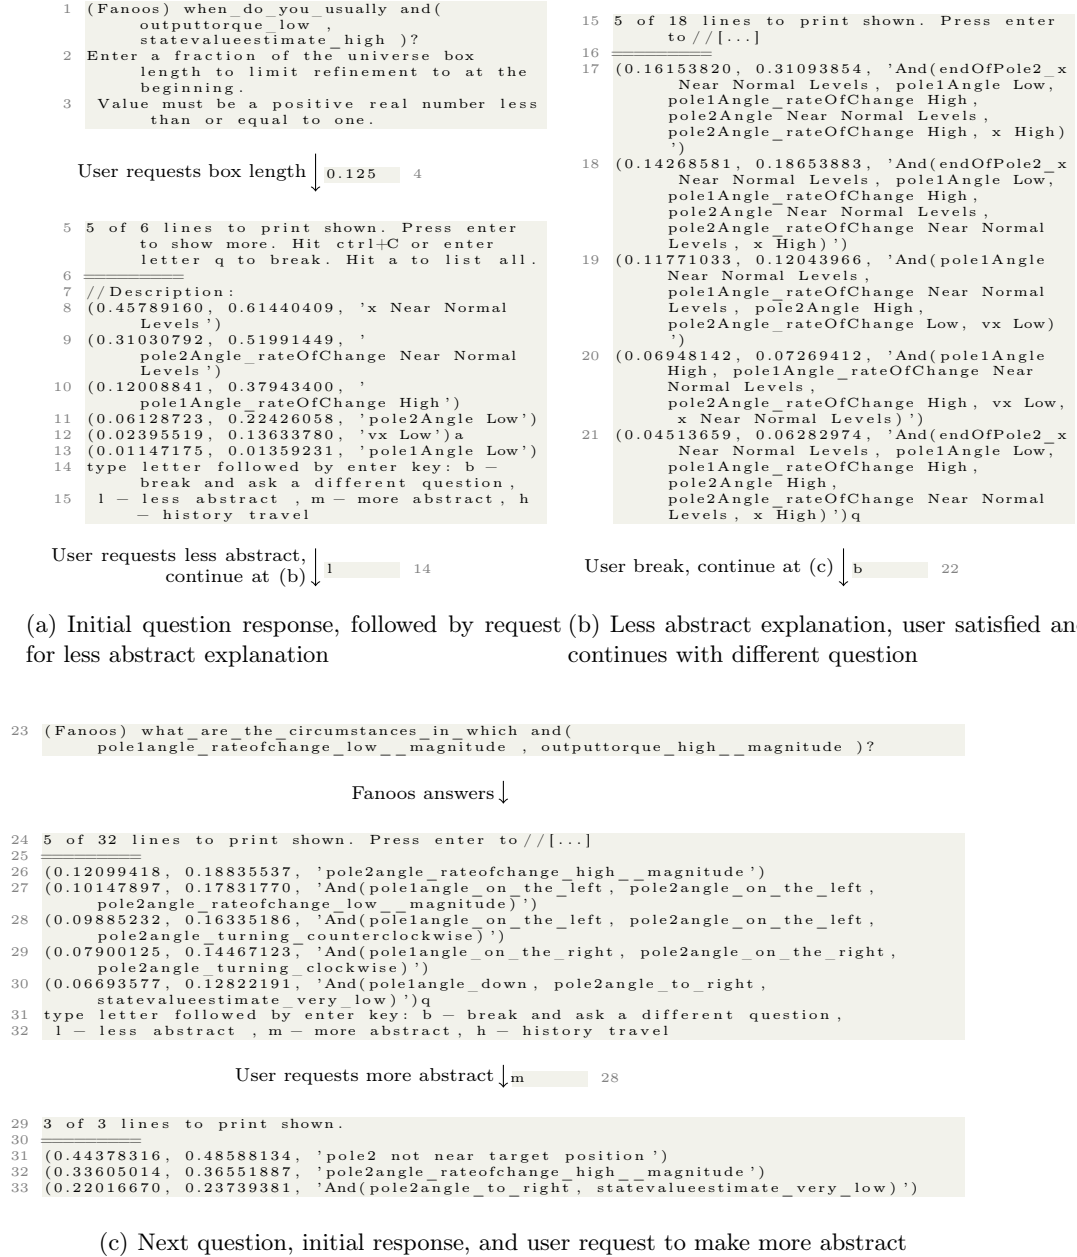 1 (Fanoos) when_do_you_usually and(
outputtorque_low ,
statevalueestimate_high )?
2 Enter a fraction of the universe box
length to limit refinement to at the
beginning.
3 Value must be a positive real number less
than or equal to one.
User requests box length ↓ 0.125 4
5 5 of 6 lines to print shown. Press enter
to show more. Hit ctrl+C or enter
letter q to break. Hit a to list all.
6 ==========
7 //Description:
8 (0.45789160, 0.61440409, 'x Near Normal
Levels')
9 (0.31030792, 0.51991449, '
pole2Angle_rateOfChange Near Normal
Levels')
10 (0.12008841, 0.37943400, '
pole1Angle_rateOfChange High')
11 (0.06128723, 0.22426058, 'pole2Angle Low')
12 (0.02395519, 0.13633780, 'vx Low')a
13 (0.01147175, 0.01359231, 'pole1Angle Low')
14 type letter followed by enter key: b −
break and ask a different question,
15 l − less abstract, m − more abstract, h
− history travel
User requests less abstract,
continue at (b) ↓ l 14
(a) Initial question response, followed by request
for less abstract explanation
15 5 of 18 lines to print shown. Press enter
to //[...]
16 ==========
17 (0.16153820, 0.31093854, 'And(endOfPole2_x
Near Normal Levels, pole1Angle Low,
pole1Angle_rateOfChange High,
pole2Angle Near Normal Levels,
pole2Angle_rateOfChange High, x High)
')
18 (0.14268581, 0.18653883, 'And(endOfPole2_x
Near Normal Levels, pole1Angle Low,
pole1Angle_rateOfChange High,
pole2Angle Near Normal Levels,
pole2Angle_rateOfChange Near Normal
Levels, x High)')
19 (0.11771033, 0.12043966, 'And(pole1Angle
Near Normal Levels,
pole1Angle_rateOfChange Near Normal
Levels, pole2Angle High,
pole2Angle_rateOfChange Low, vx Low)
')
20 (0.06948142, 0.07269412, 'And(pole1Angle
High, pole1Angle_rateOfChange Near
Normal Levels,
pole2Angle_rateOfChange High, vx Low,
x Near Normal Levels)')
21 (0.04513659, 0.06282974, 'And(endOfPole2_x
Near Normal Levels, pole1Angle Low,
pole1Angle_rateOfChange High,
pole2Angle High,
pole2Angle_rateOfChange Near Normal
Levels, x High)')q
User break, continue at (c) ↓ b 22
(b) Less abstract explanation, user satisfied an
continues with different question
23 (Fanoos) what_are_the_circumstances_in_which and(
pole1angle_rateofchange_low__magnitude , outputtorque_high__magnitude )?
Fanoos answers ↓
24 5 of 32 lines to print shown. Press enter to//[...]
25 ==========
26 (0.12099418, 0.18835537, 'pole2angle_rateofchange_high__magnitude')
27 (0.10147897, 0.17831770, 'And(pole1angle_on_the_left, pole2angle_on_the_left,
pole2angle_rateofchange_low__magnitude)')
28 (0.09885232, 0.16335186, 'And(pole1angle_on_the_left, pole2angle_on_the_left,
pole2angle_turning_counterclockwise)')
29 (0.07900125, 0.14467123, 'And(pole1angle_on_the_right, pole2angle_on_the_right,
pole2angle_turning_clockwise)')
30 (0.06693577, 0.12822191, 'And(pole1angle_down, pole2angle_to_right,
statevalueestimate_very_low)')q
31 type letter followed by enter key: b − break and ask a different question,
32 l − less abstract, m − more abstract, h − history travel
User requests more abstract ↓ m 28
29 3 of 3 lines to print shown.
30 ==========
31 (0.44378316, 0.48588134, 'pole2 not near target position')
32 (0.33605014, 0.36551887, 'pole2angle_rateofchange_high__magnitude')
33 (0.22016670, 0.23739381, 'And(pole2angle_to_right, statevalueestimate_very_low)')
(c) Next question, initial response, and user request to make more abstract